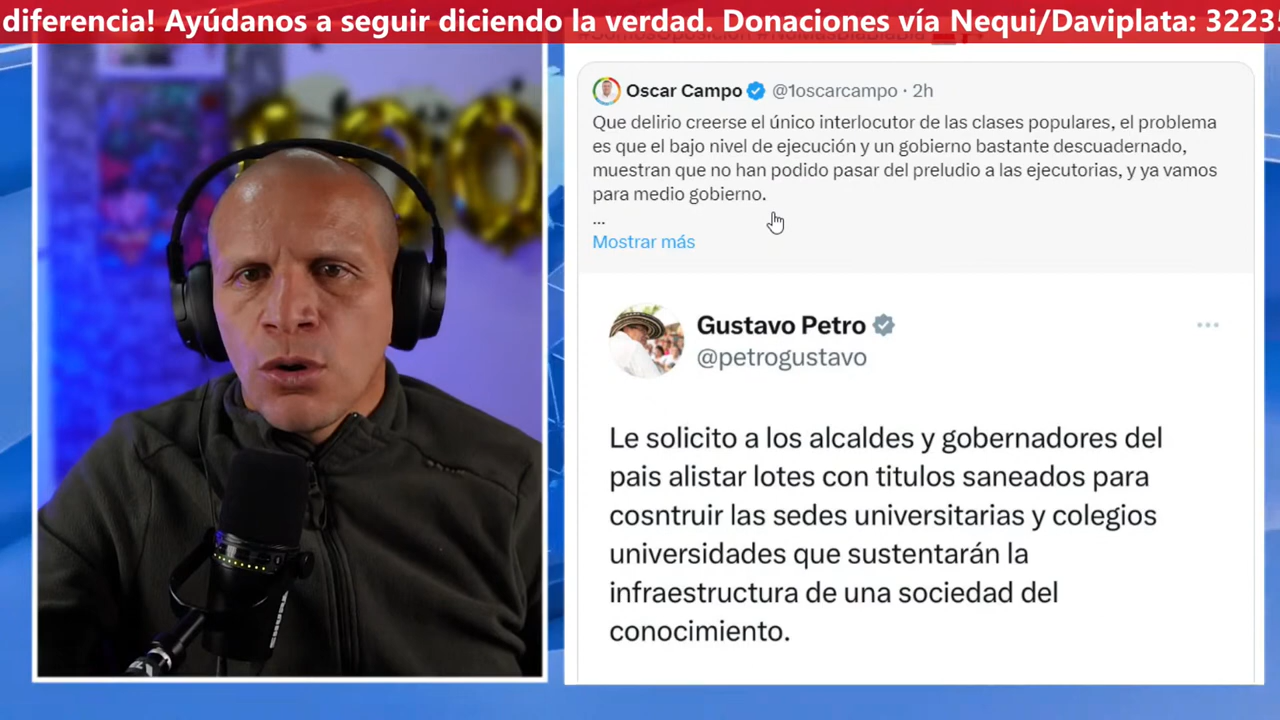 diferencia! Ayúdanos a seguir diciendo la verdad. Donaciones vía Nequi/Daviplata: 3223
Oscar Campo @1oscarcampo · 2h
Que delirio creerse el único interlocutor de las clases populares, el problema
es que el bajo nivel de ejecución y un gobierno bastante descuadernado,
muestran que no han podido pasar del preludio a las ejecutorias, y ya vamos
para medio gobierno.
...
Mostrar más
Gustavo Petro
@petrogustavo
Le solicito a los alcaldes y gobernadores del
pais alistar lotes con titulos saneados para
cosntruir las sedes universitarias y colegios
universidades que sustentarán la
infraestructura de una sociedad del
conocimiento.